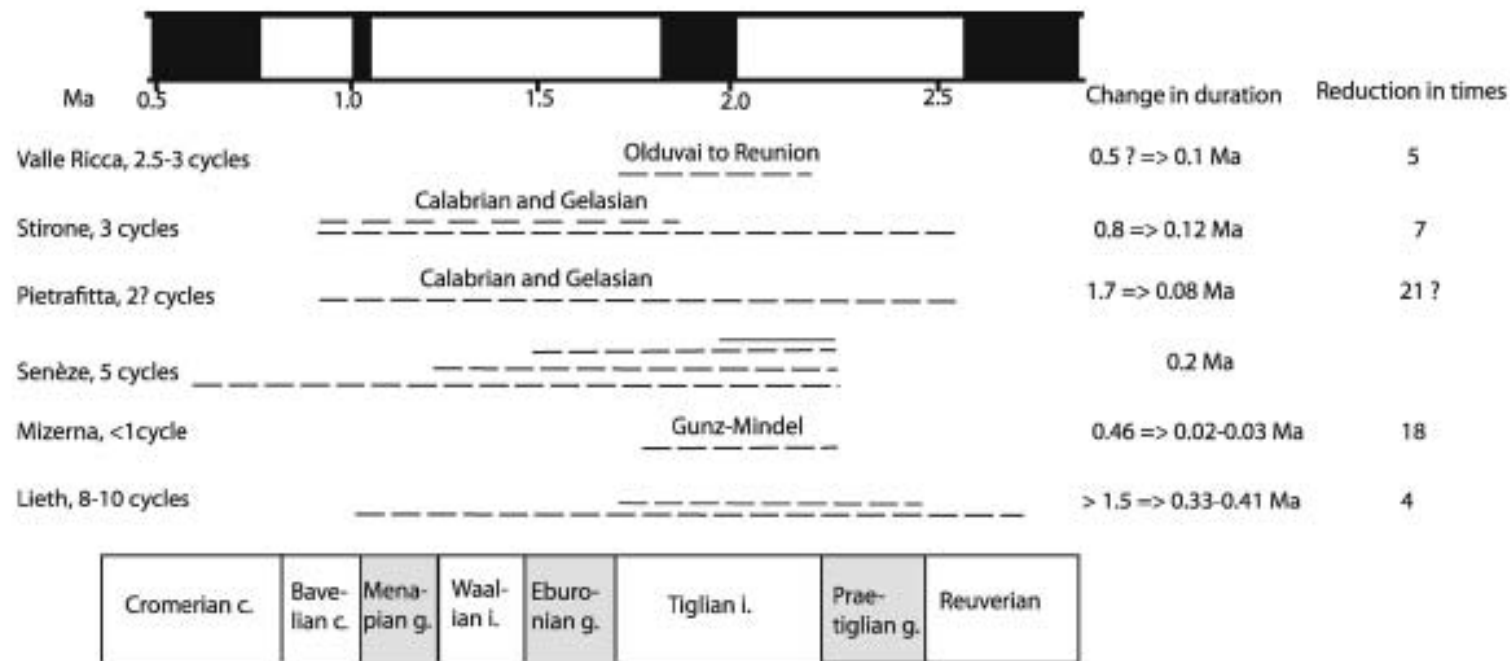 Ma 0.5 1.0 1.5 2.0 2.5 Change in duration Reduction in times
Valle Ricca, 2.5-3 cycles Olduvai to Reunion 0.5 ? => 0.1 Ma 5
Calabrian and Gelasian
Stirone, 3 cycles 0.8 => 0.12 Ma 7
Calabrian and Gelasian
Pietrafitta, 2? cycles 1.7 => 0.08 Ma 21 ?
Senèze, 5 cycles 0.2 Ma
Mizerna, <1cycle Gunz-Mindel 0.46 => 0.02-0.03 Ma 18
Lieth, 8-10 cycles > 1.5 => 0.33-0.41 Ma 4
Cromerian c.
Bave-
lian c.
Mena-
pian g.
Waal-
ian i.
Eburo-
nian g.
Tiglian i.
Prae-
tiglian g.
Reuverian